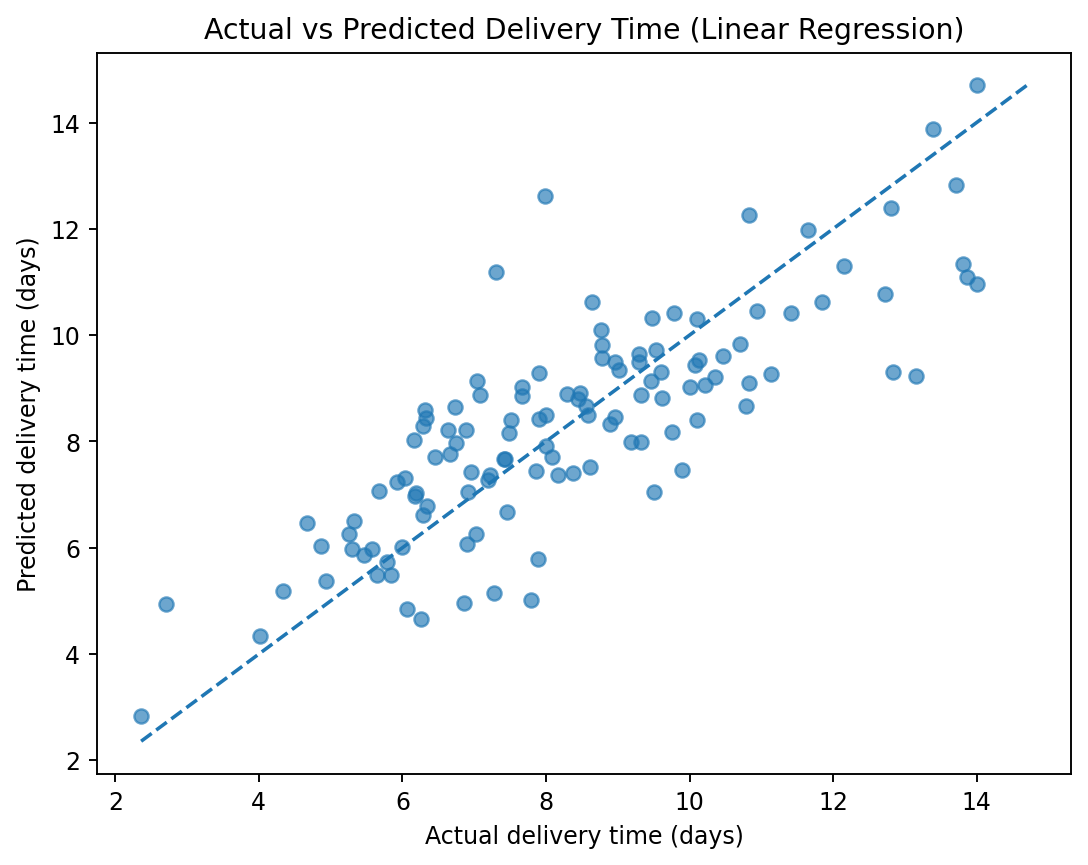 Actual vs Predicted Delivery Time (Linear Regression)
Predicted delivery time (days)
14
12
10
8
6
4
2
2 4 6 8 10 12 14
Actual delivery time (days)